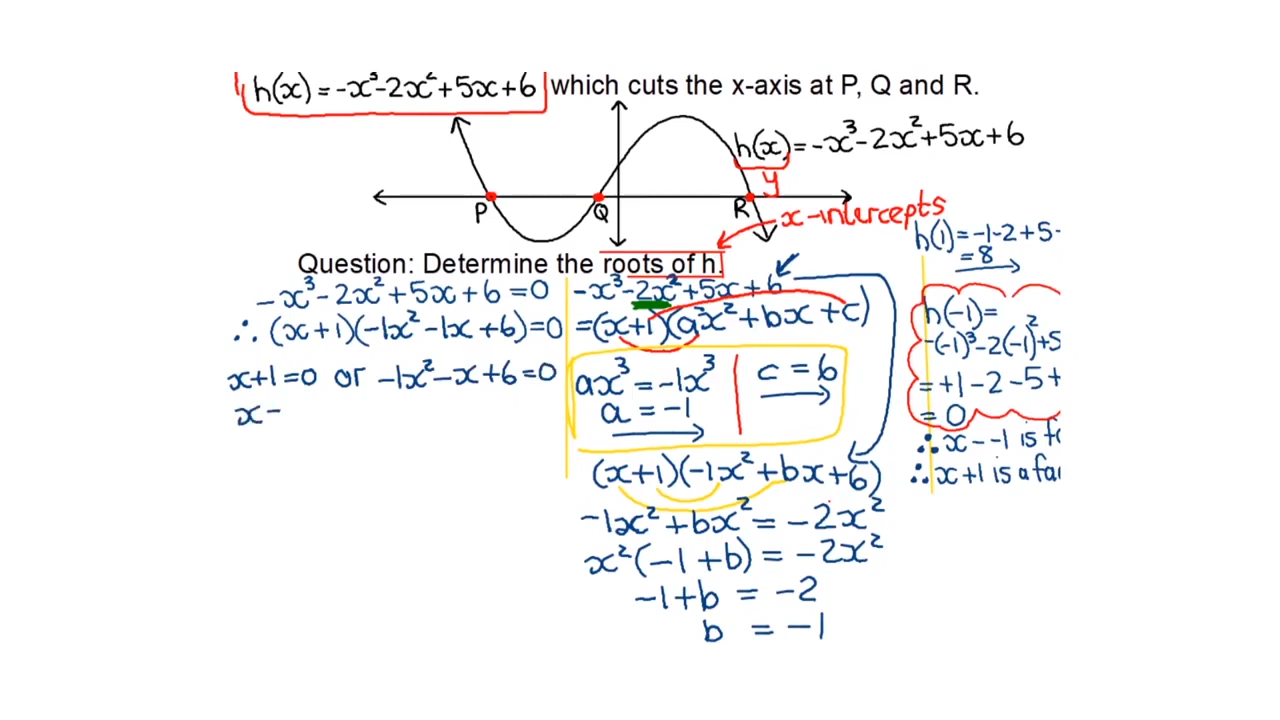 h(x) = -x³-2x²+5x+6 which cuts the x-axis at P, Q and R.
h(x) = -x³-2x²+5x+6
y
P
Q
R
x-intercepts
Question: Determine the roots of h.
-x³-2x²+5x+6 = 0
∴ (x+1)(-1x²-1x+6) = 0
x+1 = 0 or -1x²-x+6 = 0
x -
-x³-2x²+5x+6
= (x+1)(ax²+bx+c)
ax³ = -1x³
a = -1
c = 6
(x+1)(-1x²+bx+6)
-1x²+bx² = -2x²
x²(-1+b) = -2x²
-1+b = -2
b = -1
h(1) = -1-2+5-
= 8
h(-1) =
-(-1)³-2(-1)²+5
= +1-2-5+
= 0
∴ x--1 is
∴ x+1 is a